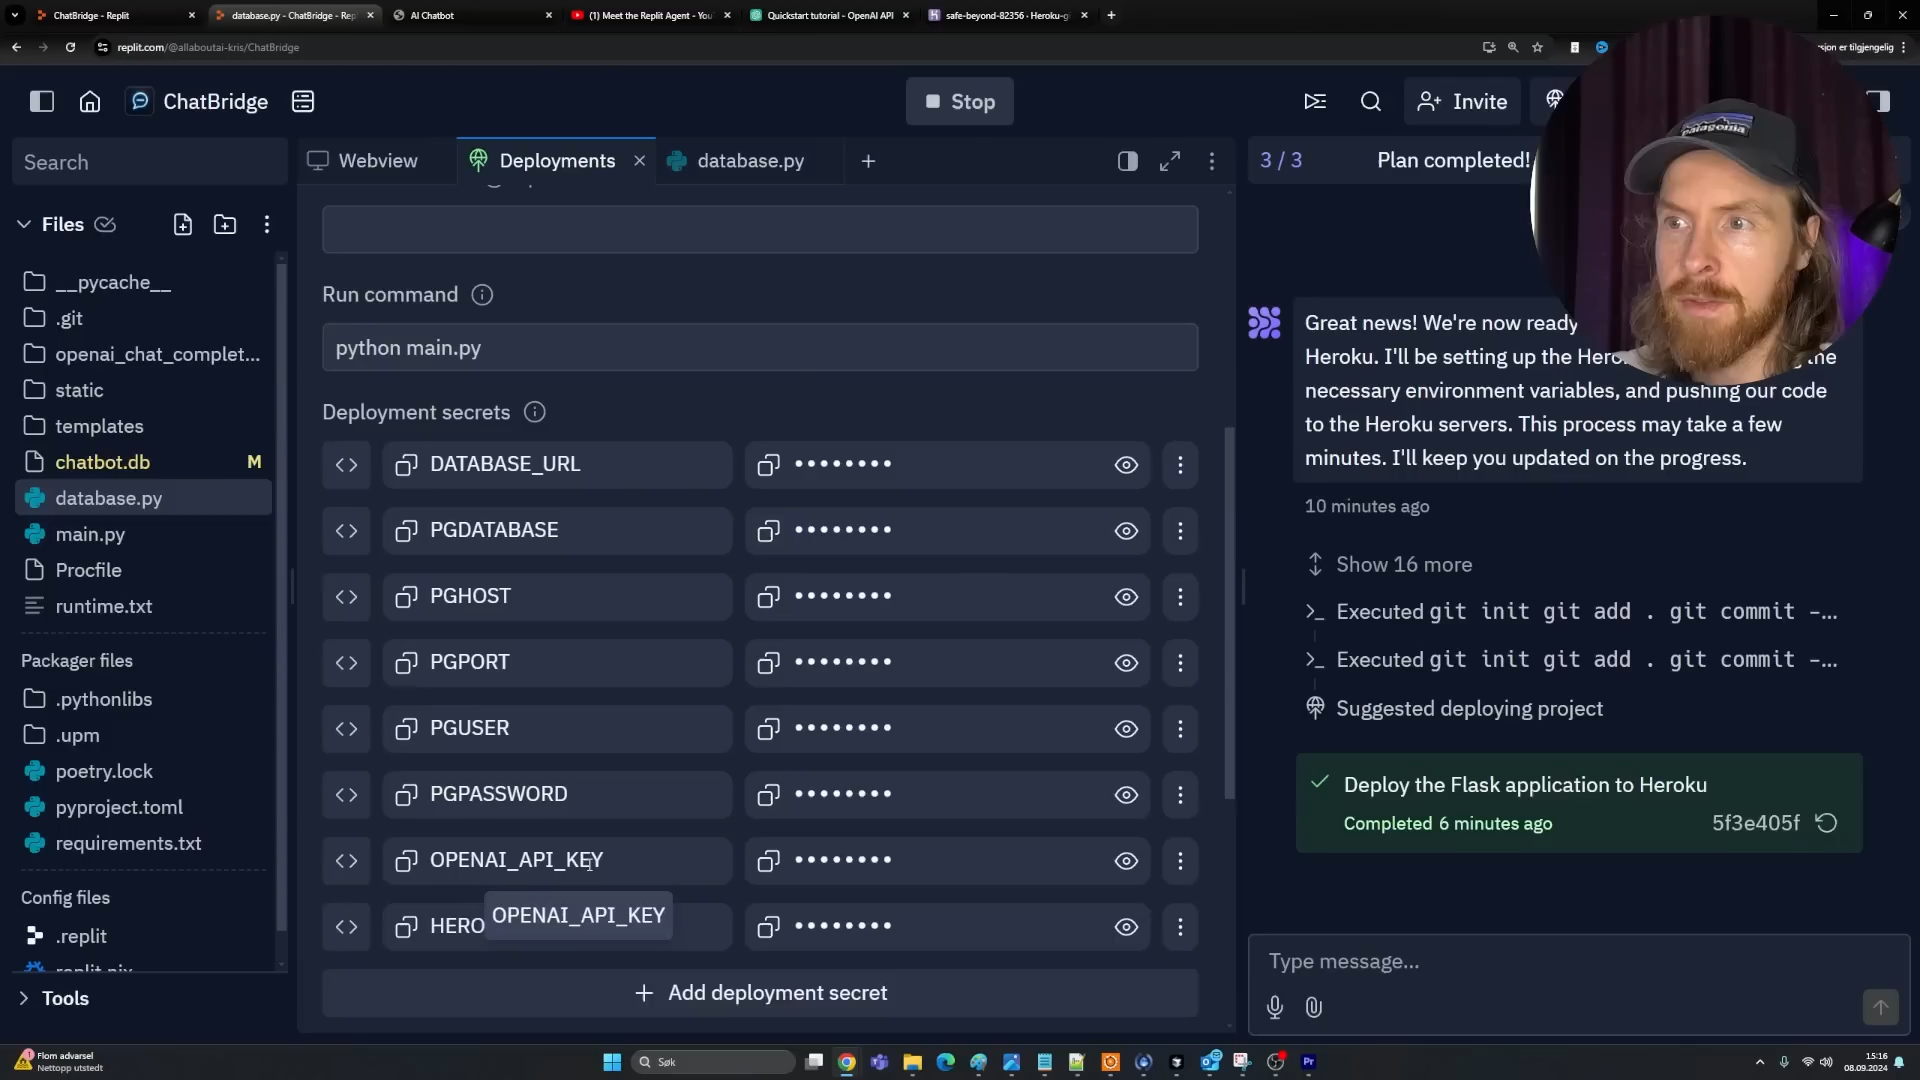 ChatBridge - Replit
database.py - ChatBridge - Rep
AI Chatbot
(1) Meet the Replit Agent - You
Quickstart tutorial - OpenAI API
safe-beyond-82356 · Heroku-g
replit.com/@allaboutai-kris/ChatBridge
sjon er tilgjengelig
ChatBridge
Stop
Invite
Search
Webview
Deployments
database.py
3 / 3
Plan completed!
Files
__pycache__
.git
openai_chat_complet...
static
templates
chatbot.db
M
database.py
main.py
Procfile
runtime.txt
Packager files
.pythonlibs
.upm
poetry.lock
pyproject.toml
requirements.txt
Config files
.replit
replit.nix
Tools
Run command
python main.py
Deployment secrets
DATABASE_URL
PGDATABASE
PGHOST
PGPORT
PGUSER
PGPASSWORD
OPENAI_API_KEY
HERO
OPENAI_API_KEY
Add deployment secret
patagonia
Great news! We're now ready
Heroku. I'll be setting up the Hero
the
necessary environment variables, and pushing our code
to the Heroku servers. This process may take a few
minutes. I'll keep you updated on the progress.
10 minutes ago
Show 16 more
Executed git init git add . git commit -...
Executed git init git add . git commit -...
Suggested deploying project
Deploy the Flask application to Heroku
Completed 6 minutes ago
5f3e405f
Type message...
Flom advarsel
Nettopp utstedt
Søk
15:16
08.09.2024